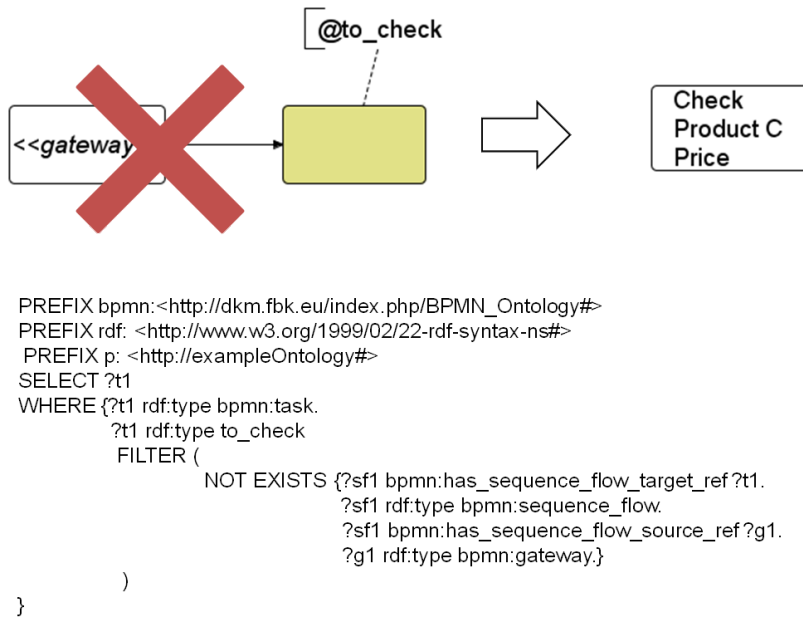 @to_check
<<gateway
Check
Product C
Price
PREFIX bpmn:<http://dkm.fbk.eu/index.php/BPMN_Ontology#>
PREFIX rdf: <http://www.w3.org/1999/02/22-rdf-syntax-ns#>
PREFIX p: <http://exampleOntology#>
SELECT ?t1
WHERE {?t1 rdf:type bpmn:task.
?t1 rdf:type to_check
FILTER (
NOT EXISTS {?sf1 bpmn:has_sequence_flow_target_ref ?t1.
?sf1 rdf:type bpmn:sequence_flow.
?sf1 bpmn:has_sequence_flow_source_ref ?g1.
?g1 rdf:type bpmn:gateway.}
)
}